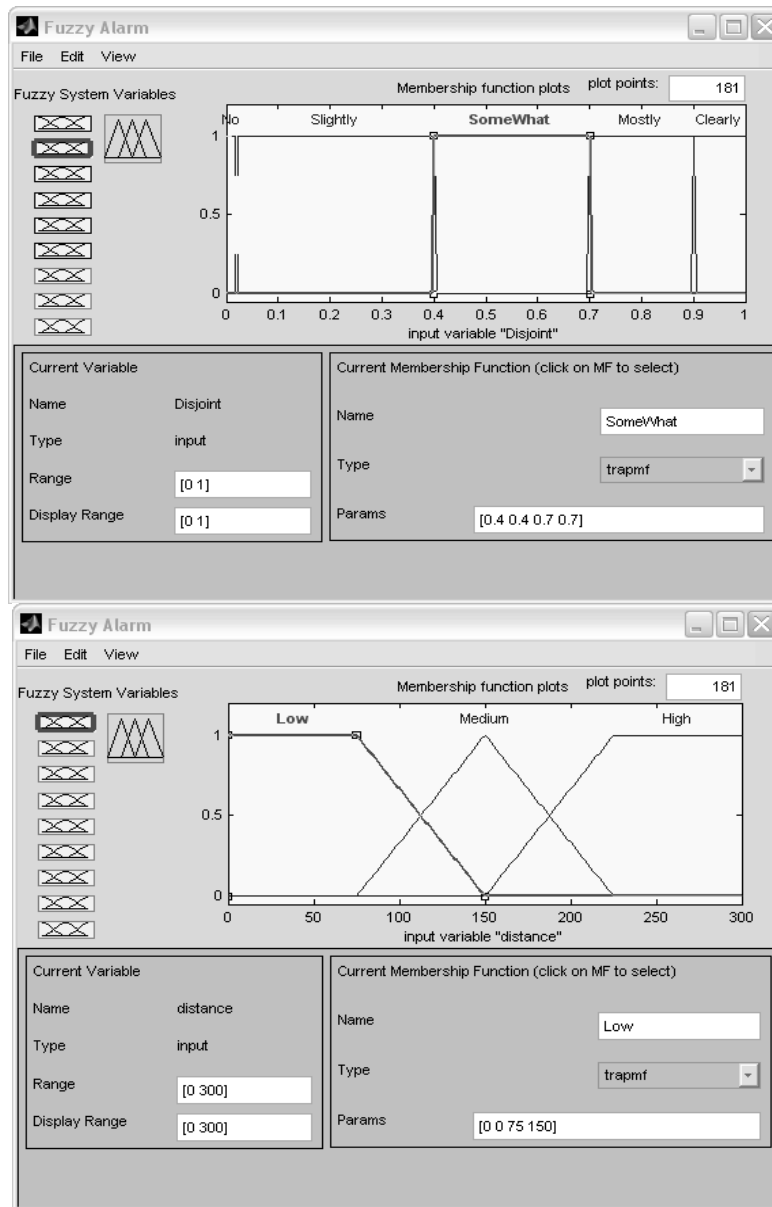 Fuzzy Alarm
File Edit View
Fuzzy System Variables
Membership function plots plot points: 181
No Slightly SomeWhat Mostly Clearly
1
0.5
0
0 0.1 0.2 0.3 0.4 0.5 0.6 0.7 0.8 0.9 1
input variable "Disjoint"
Current Variable
Name Disjoint
Type input
Range [0 1]
Display Range [0 1]
Current Membership Function (click on MF to select)
Name SomeWhat
Type trapmf
Params [0.4 0.4 0.7 0.7]
Fuzzy Alarm
File Edit View
Fuzzy System Variables
Membership function plots plot points: 181
Low Medium High
1
0.5
0
0 50 100 150 200 250 300
input variable "distance"
Current Variable
Name distance
Type input
Range [0 300]
Display Range [0 300]
Current Membership Function (click on MF to select)
Name Low
Type trapmf
Params [0 0 75 150]